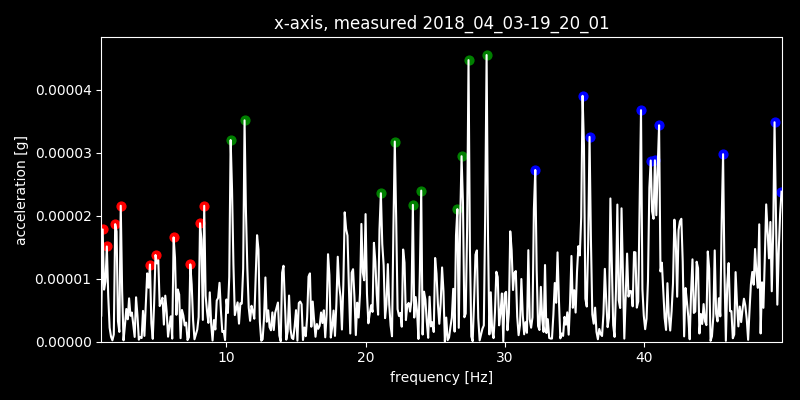 x-axis, measured 2018_04_03-19_20_01
acceleration [g]
0.00004
0.00003
0.00002
0.00001
0.00000
10 20 30 40
frequency [Hz]